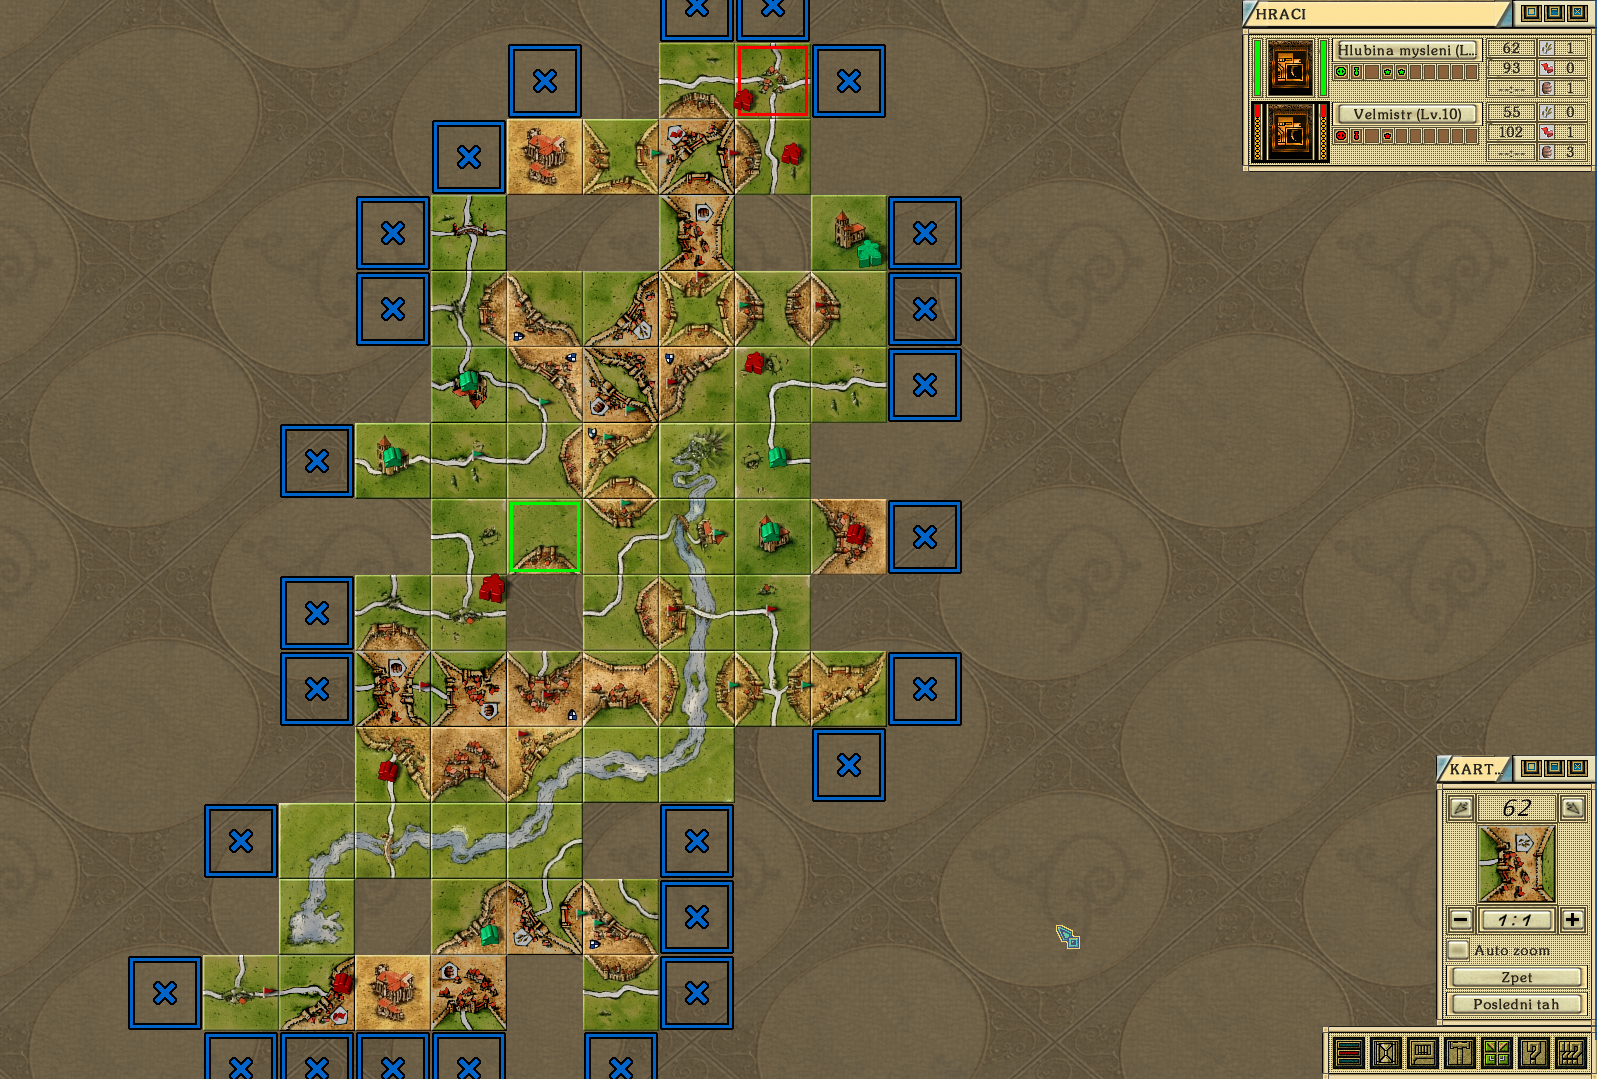 HRACI
Hlubina mysleni (L...
62
1
93
0
--:--
1
Velmistr (Lv.10)
55
0
102
1
--:--
3
KART...
62
1:1
Auto zoom
Zpet
Posledni tah